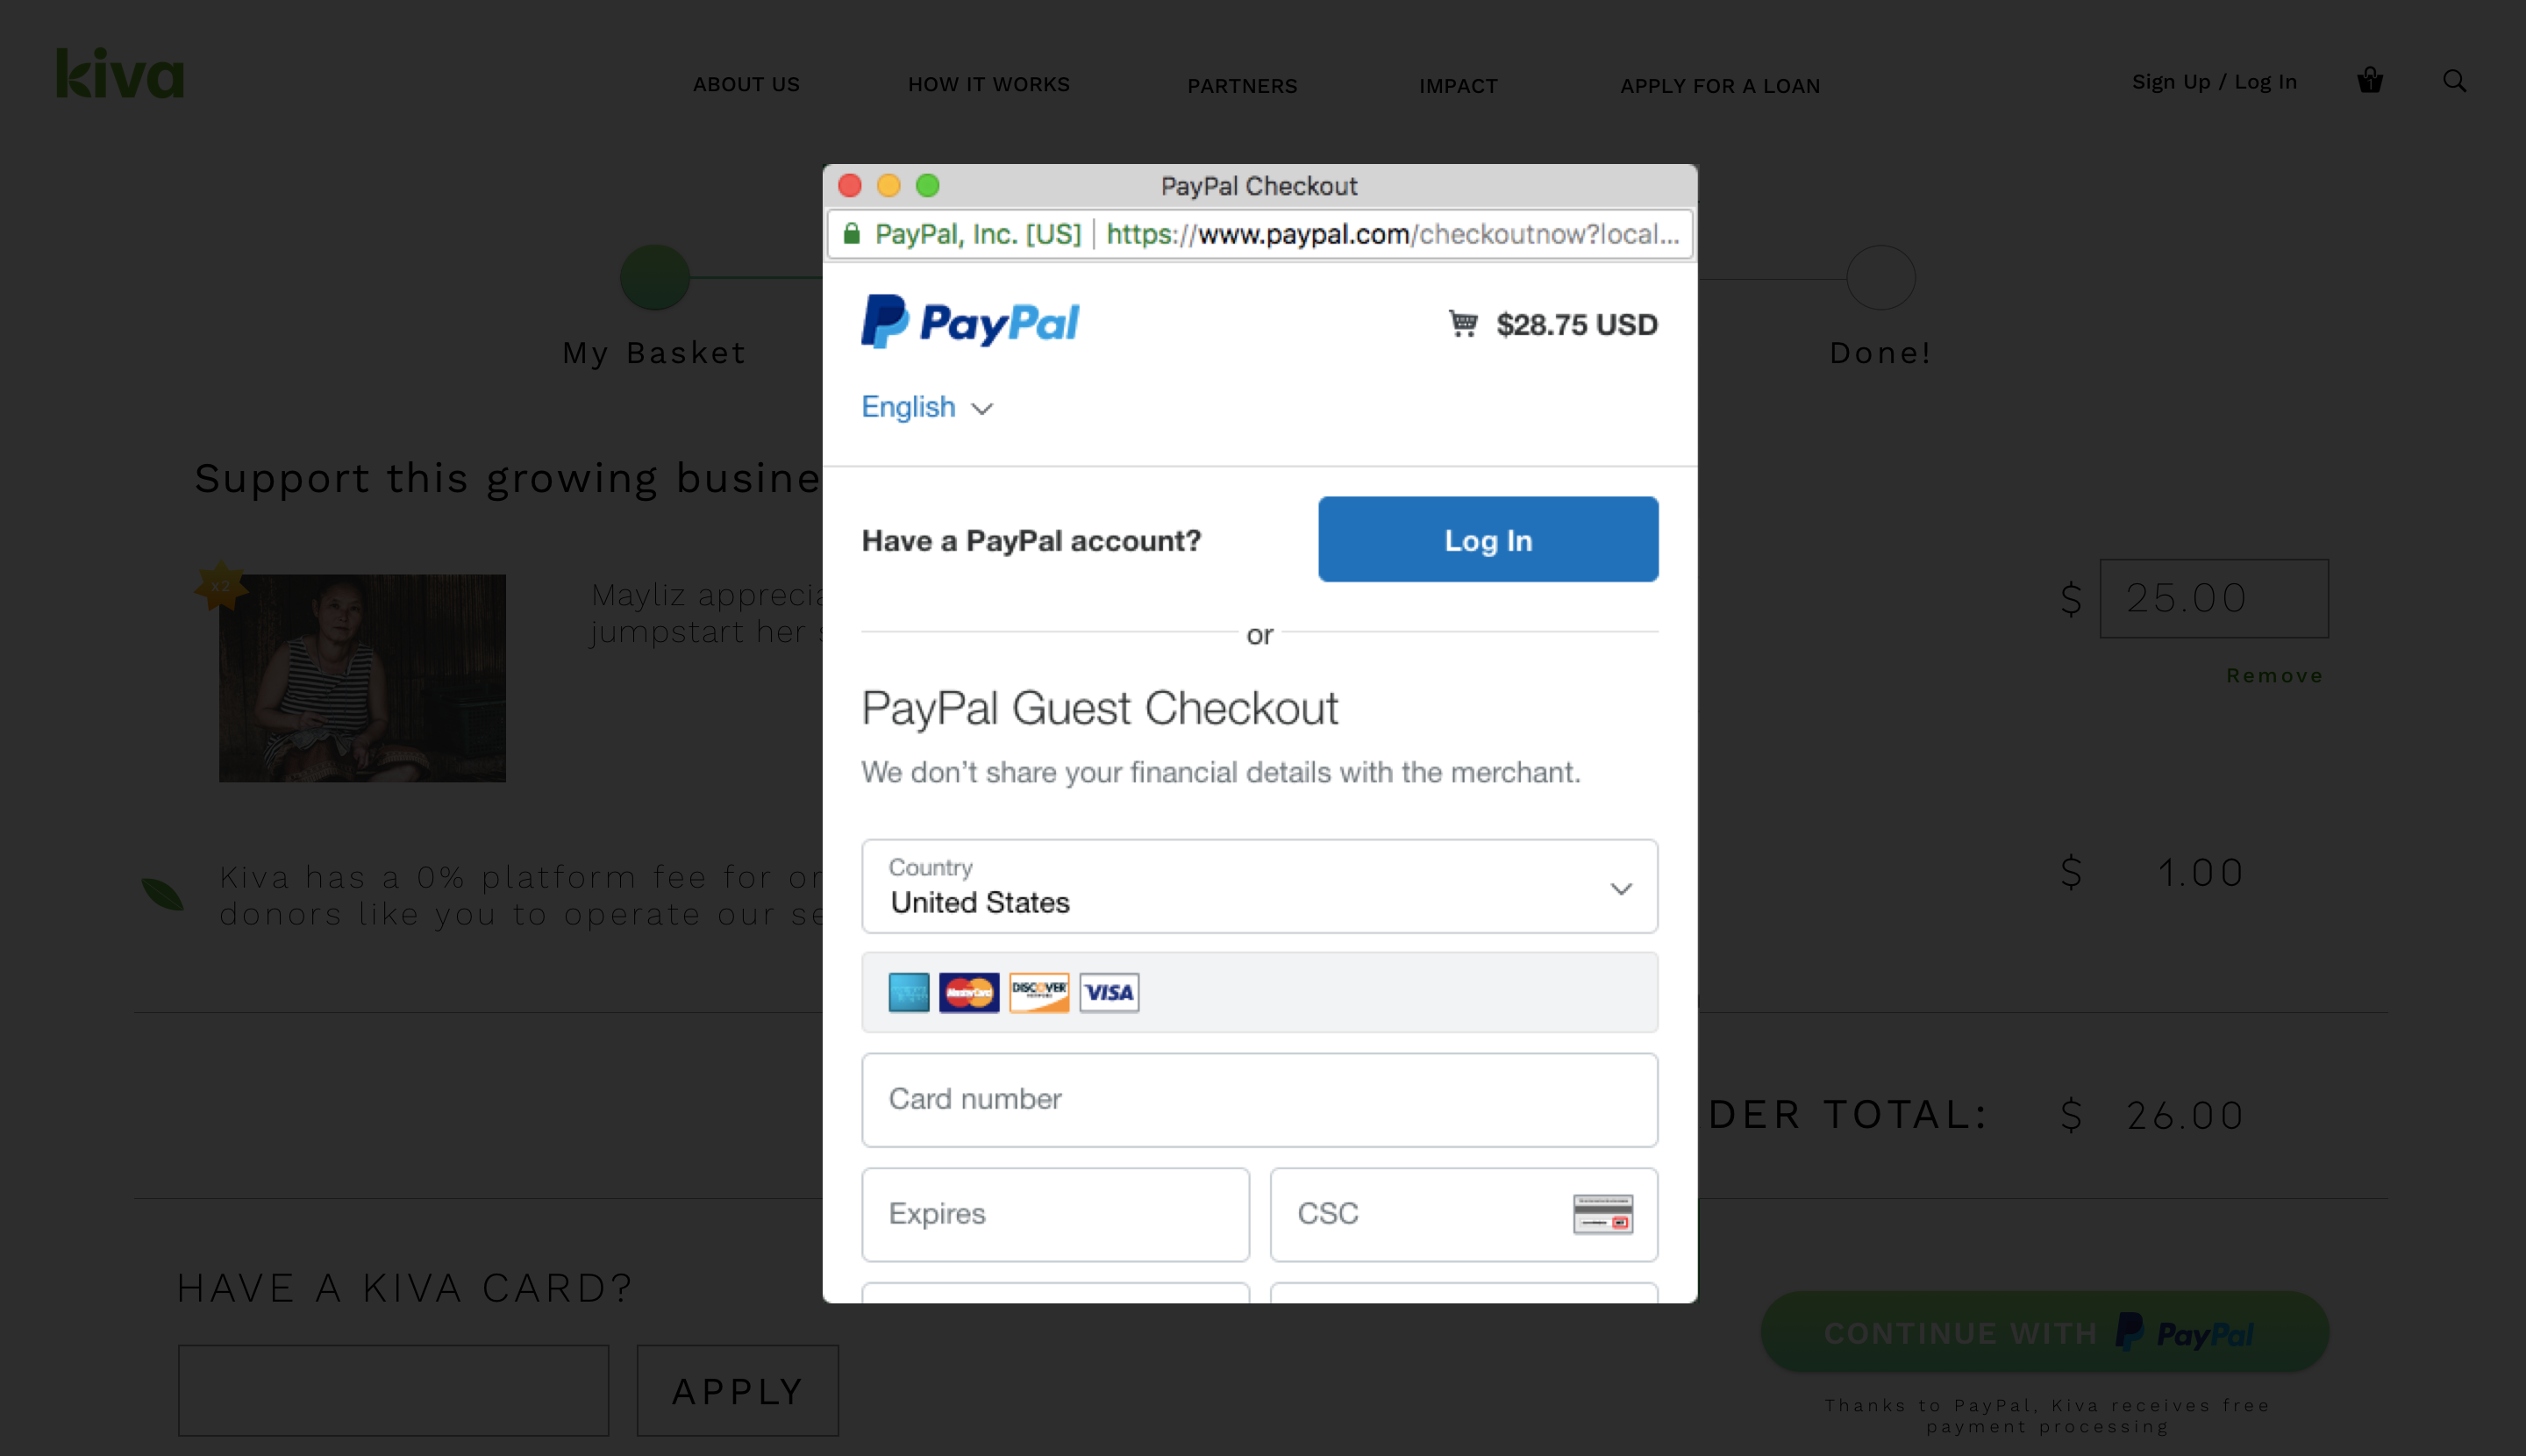 kiva
ABOUT US
HOW IT WORKS
PARTNERS
IMPACT
APPLY FOR A LOAN
Sign Up / Log In
1
PayPal Checkout
PayPal, Inc. [US] | https://www.paypal.com/checkoutnow?local...
PayPal
$28.75 USD
English
My Basket
Done!
Support this growing busine
Have a PayPal account?
Log In
or
x2
Mayliz apprecia
jumpstart her s
$ 25.00
Remove
PayPal Guest Checkout
We don't share your financial details with the merchant.
Country
United States
Kiva has a 0% platform fee for or
donors like you to operate our se
$ 1.00
MasterCard
DISCOVER
VISA
Card number
DER TOTAL: $ 26.00
Expires
CSC
HAVE A KIVA CARD?
APPLY
CONTINUE WITH PayPal
Thanks to PayPal, Kiva receives free
payment processing